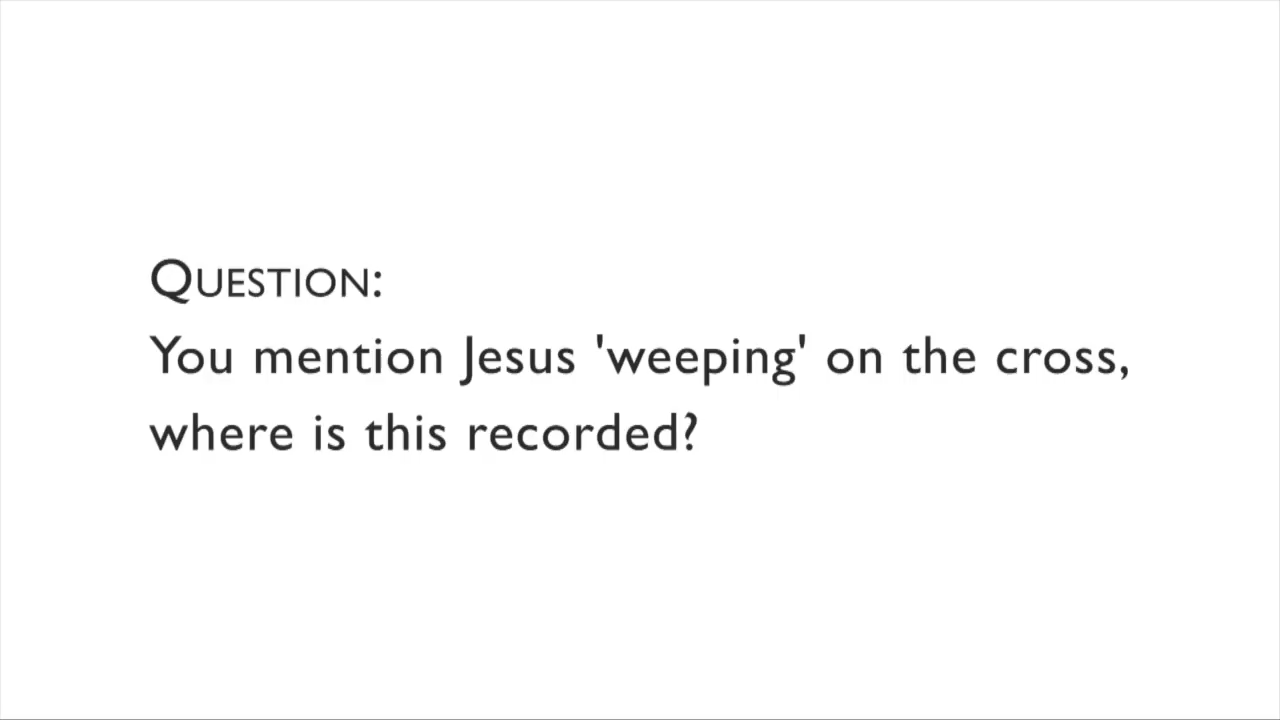 QUESTION:
You mention Jesus 'weeping' on the cross,
where is this recorded?